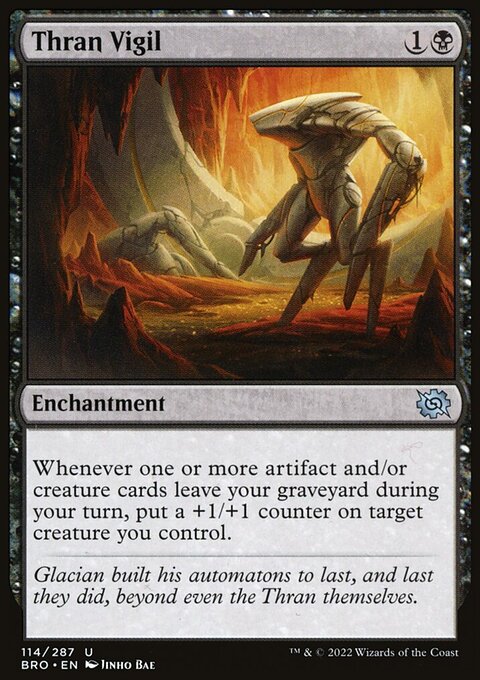 Thran Vigil 1
Enchantment
Whenever one or more artifact and/or
creature cards leave your graveyard during
your turn, put a +1/+1 counter on target
creature you control.
Glacian built his automatons to last, and last
they did, beyond even the Thran themselves.
114/287 U
BRO • EN Jinho Bae
™ & © 2022 Wizards of the Coast